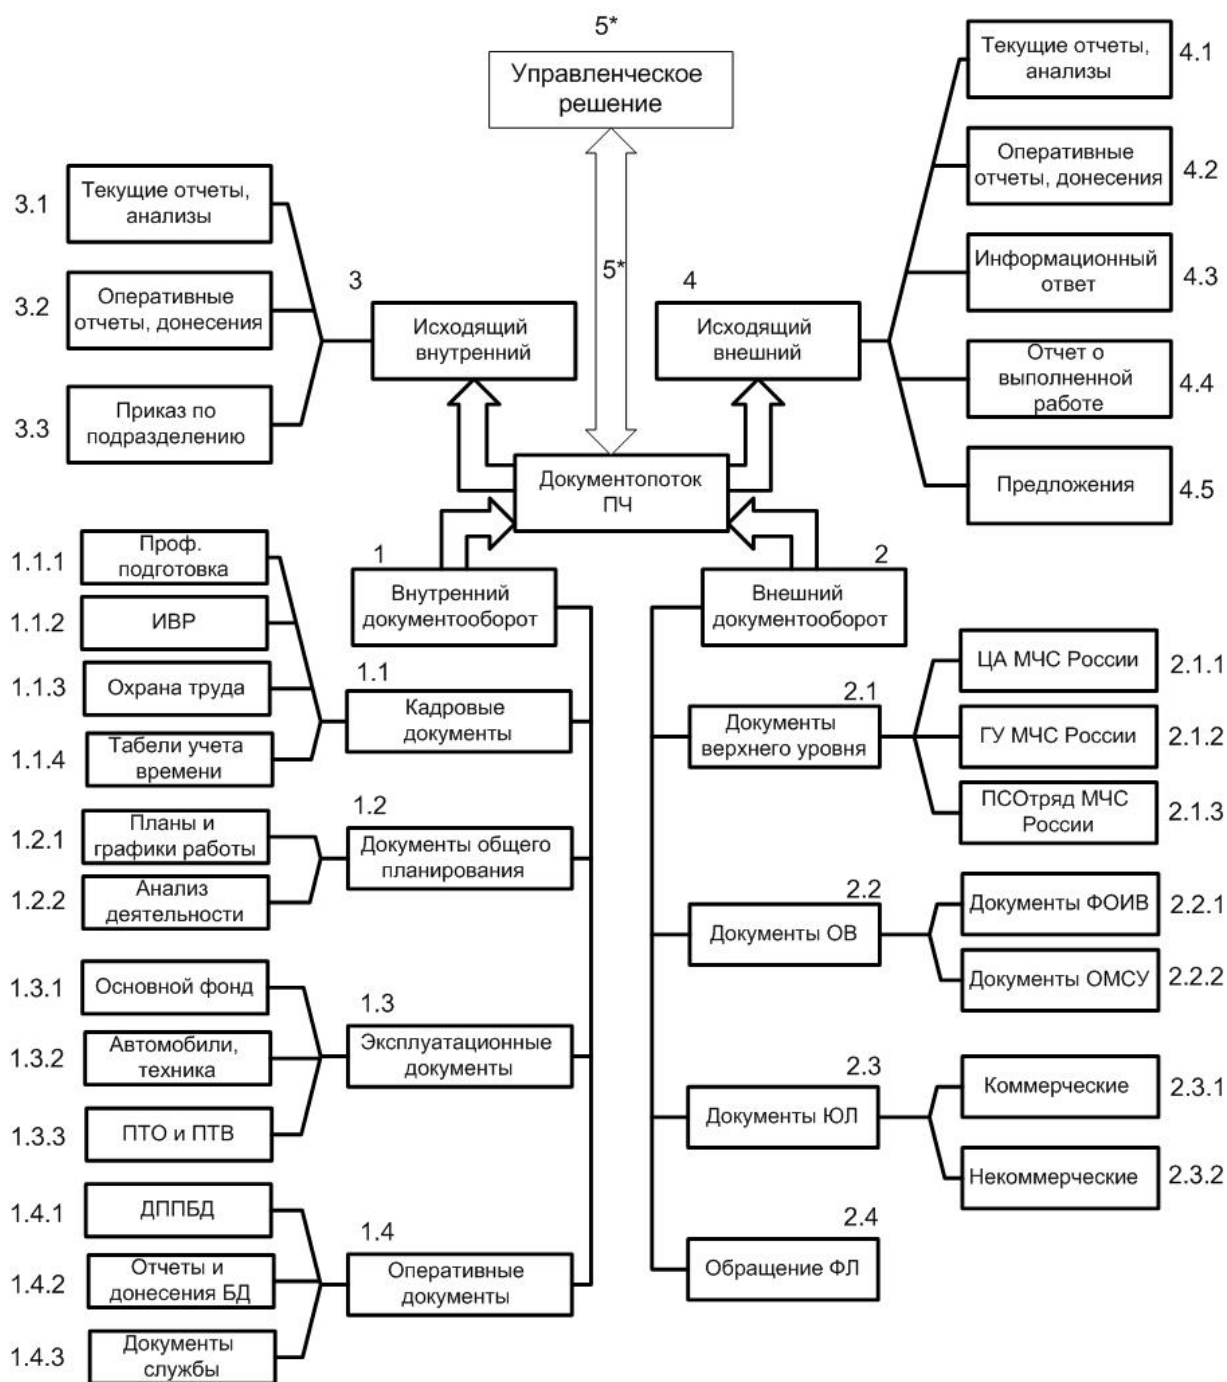 5*
Управленческое
решение
5*
3.1
Текущие отчеты,
анализы
3.2
Оперативные
отчеты, донесения
3.3
Приказ по
подразделению
3
Исходящий
внутренний
4
Исходящий
внешний
Текущие отчеты,
анализы
4.1
Оперативные
отчеты, донесения
4.2
Информационный
ответ
4.3
Отчет о
выполненной
работе
4.4
Предложения
4.5
Документопоток
ПЧ
1
Внутренний
документооборот
2
Внешний
документооборот
1.1.1
Проф.
подготовка
1.1.2
ИВР
1.1.3
Охрана труда
1.1.4
Табели учета
времени
1.1
Кадровые
документы
1.2.1
Планы и
графики работы
1.2.2
Анализ
деятельности
1.2
Документы общего
планирования
1.3.1
Основной фонд
1.3.2
Автомобили,
техника
1.3.3
ПТО и ПТВ
1.3
Эксплуатационные
документы
1.4.1
ДППБД
1.4.2
Отчеты и
донесения БД
1.4.3
Документы
службы
1.4
Оперативные
документы
2.1
Документы
верхнего уровня
ЦА МЧС России
2.1.1
ГУ МЧС России
2.1.2
ПСОтряд МЧС
России
2.1.3
2.2
Документы ОВ
Документы ФОИВ
2.2.1
Документы ОМСУ
2.2.2
2.3
Документы ЮЛ
Коммерческие
2.3.1
Некоммерческие
2.3.2
2.4
Обращение ФЛ